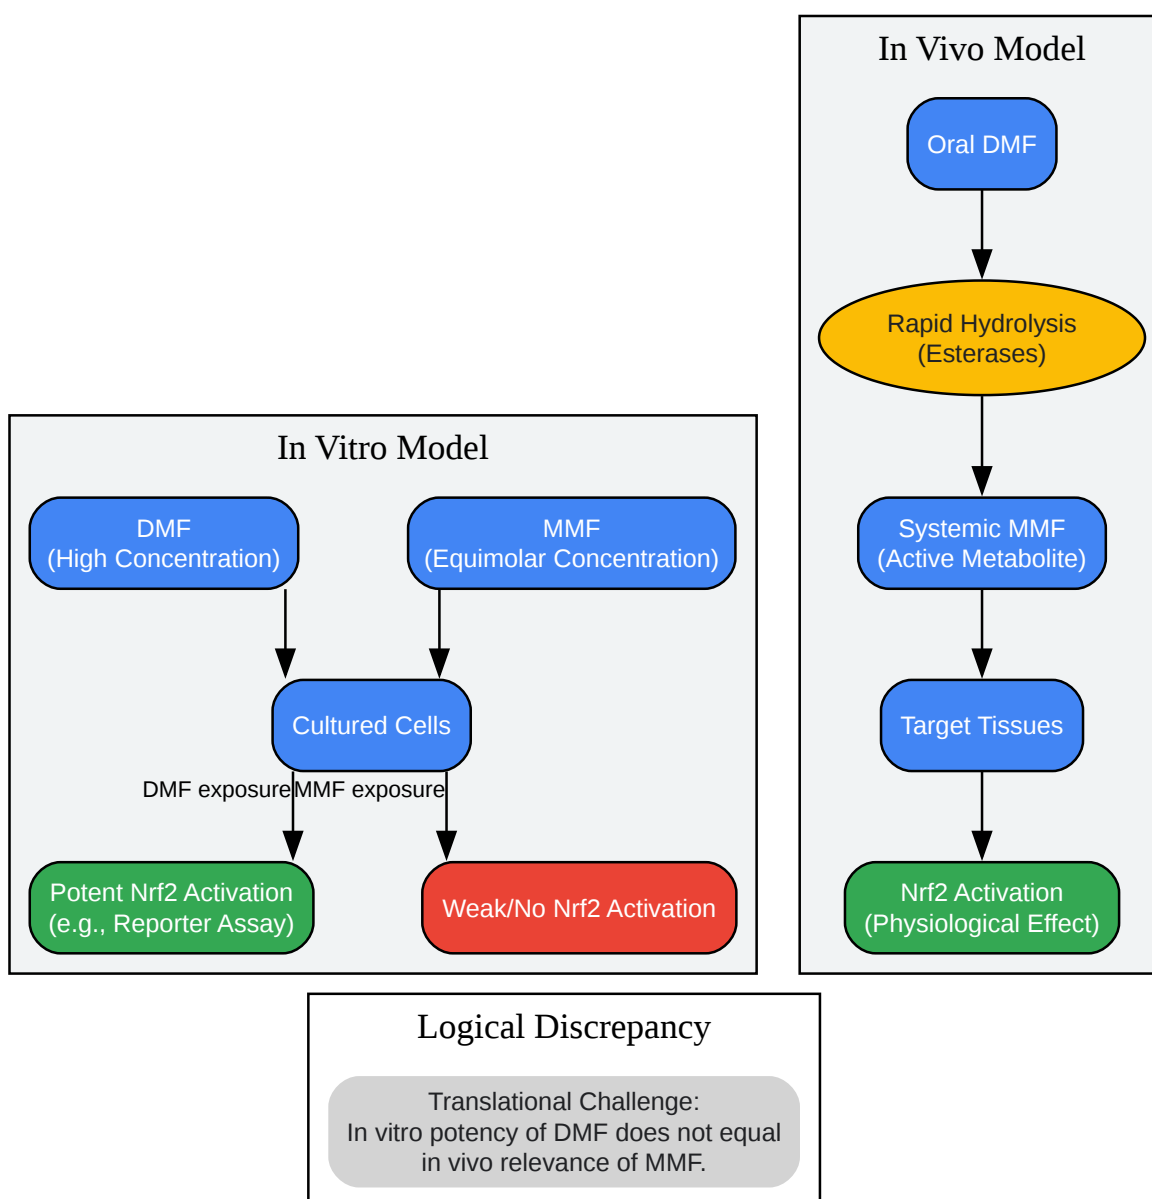 In Vivo Model
Oral DMF
Rapid Hydrolysis
(Esterases)
Systemic MMF
(Active Metabolite)
Target Tissues
Nrf2 Activation
(Physiological Effect)
In Vitro Model
DMF
(High Concentration)
MMF
(Equimolar Concentration)
Cultured Cells
DMF exposure
MMF exposure
Potent Nrf2 Activation
(e.g., Reporter Assay)
Weak/No Nrf2 Activation
Logical Discrepancy
Translational Challenge:
In vitro potency of DMF does not equal
in vivo relevance of MMF.